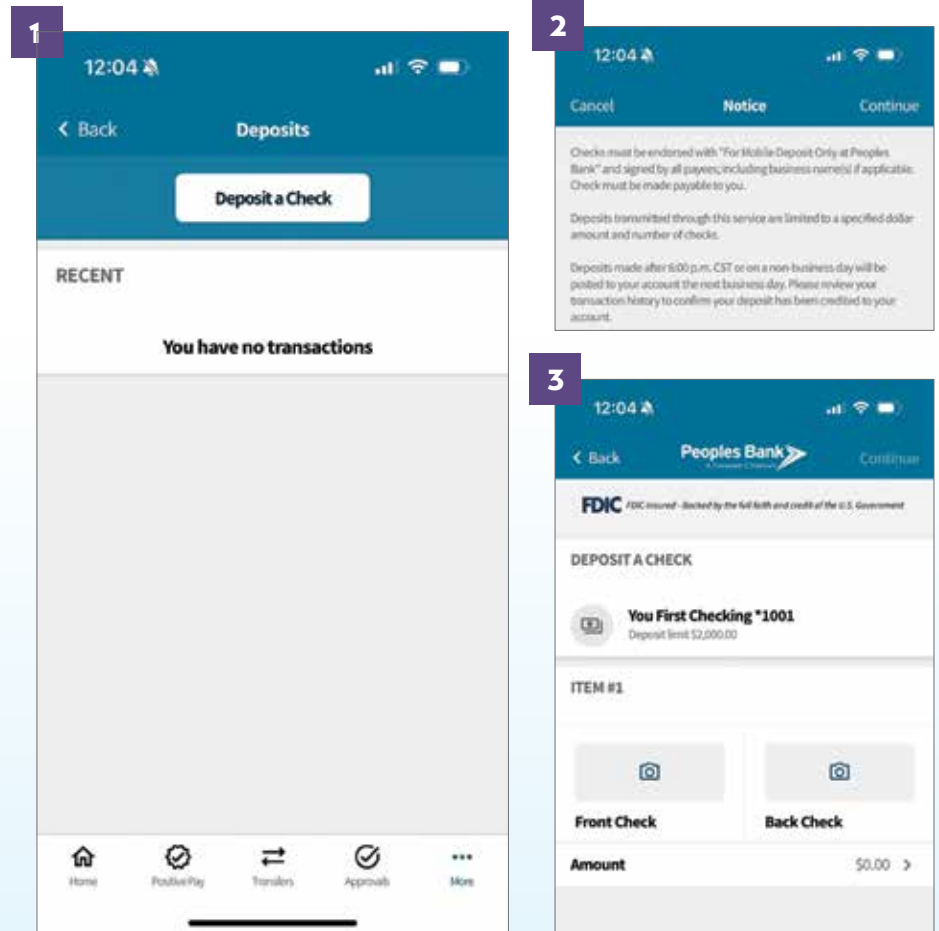 1
12:04
Back
Deposits
Deposit a Check
RECENT
You have no transactions
Home
Positive Pay
Transfers
Approvals
More
2
12:04
Cancel
Notice
Continue
Checks must be endorsed with "For Mobile Deposit Only at Peoples
Bank" and signed by all payees, including business name(s) if applicable.
Check must be made payable to you.
Deposits transmitted through this service are limited to a specified dollar
amount and number of checks.
Deposits made after 6:00 p.m. CST or on a non-business day will be
posted to your account the next business day. Please review your
transaction history to confirm your deposit has been credited to your
account.
3
12:04
Back
Peoples Bank
Continue
FDIC FDIC-Insured - Backed by the full faith and credit of the U.S. Government
DEPOSIT A CHECK
You First Checking *1001
Deposit limit $2,000.00
ITEM #1
Front Check
Back Check
Amount
$0.00